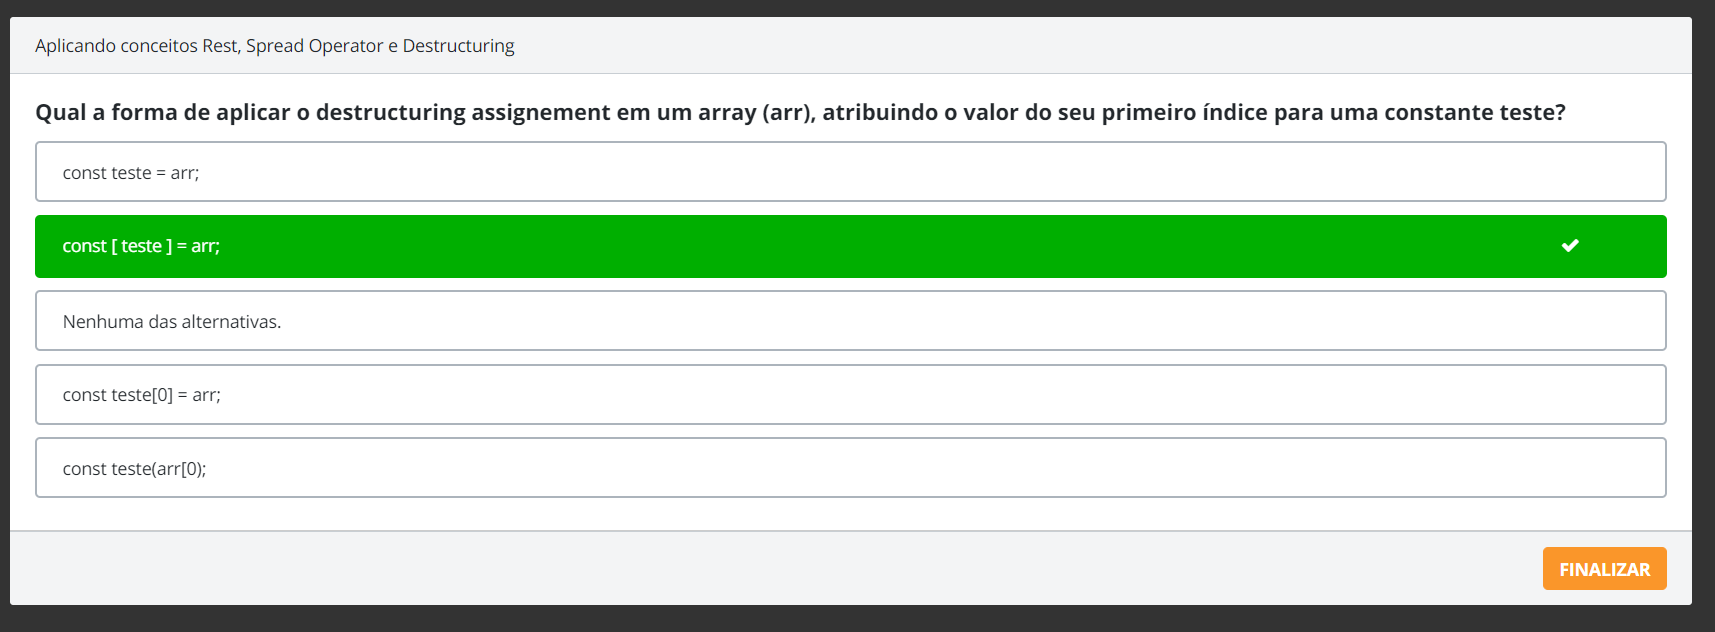 Aplicando conceitos Rest, Spread Operator e Destructuring
Qual a forma de aplicar o destructuring assignement em um array (arr), atribuindo o valor do seu primeiro índice para uma constante teste?
const teste = arr;
const [ teste ] = arr;
Nenhuma das alternativas.
const teste[0] = arr;
const teste(arr[0);
FINALIZAR